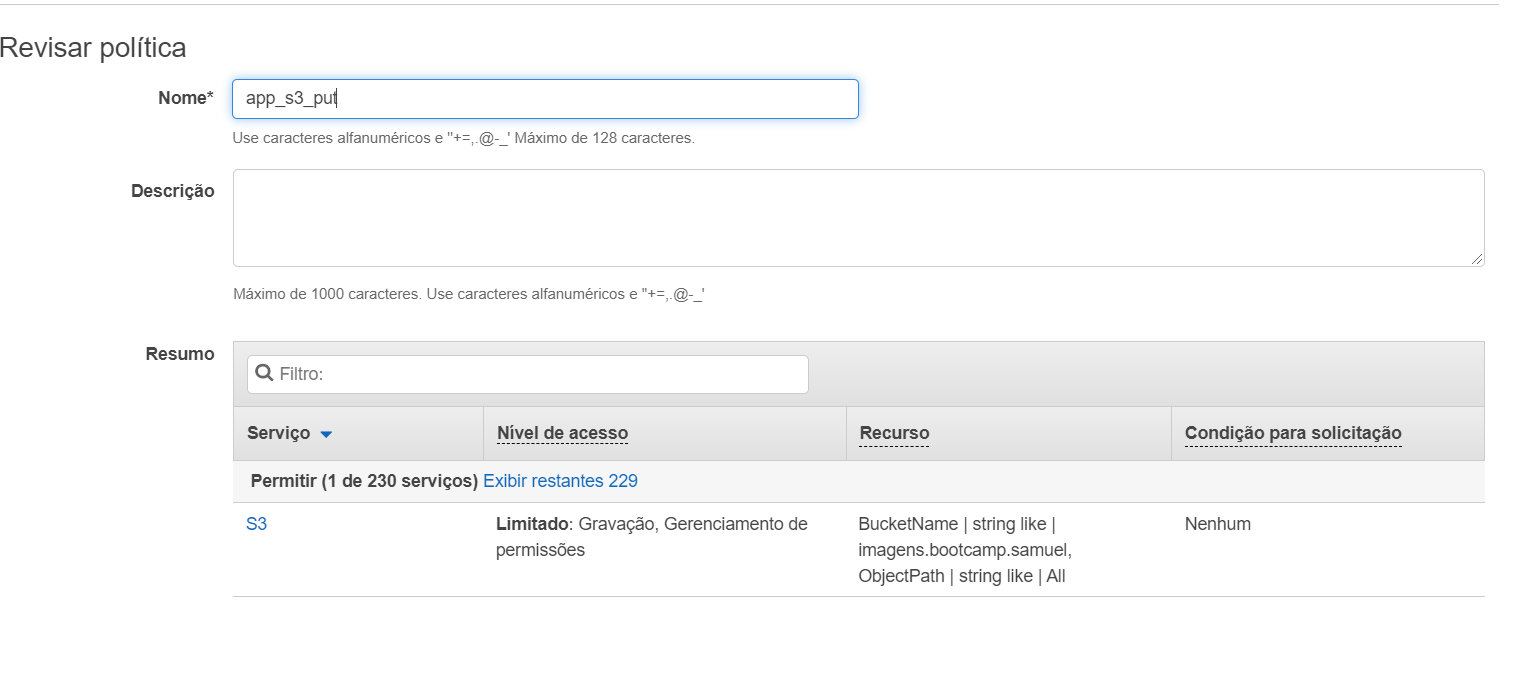 Revisar política
Nome*
app_s3_put
Use caracteres alfanuméricos e "+=,.@-_' Máximo de 128 caracteres.
Descrição
Máximo de 1000 caracteres. Use caracteres alfanuméricos e "+=,.@-_'
Resumo
Filtro:
Serviço Nível de acesso Recurso Condição para solicitação
Permitir (1 de 230 serviços) Exibir restantes 229
S3 Limitado: Gravação, Gerenciamento de BucketName | string like | Nenhum
permissões imagens.bootcamp.samuel,
ObjectPath | string like | All